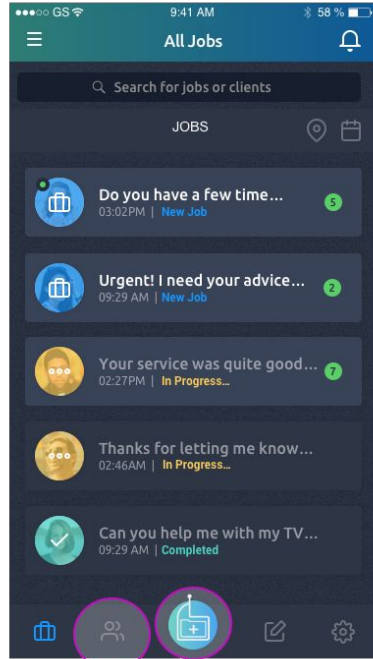 GS 9:41 AM 58 %
All Jobs
Search for jobs or clients
JOBS
Do you have a few time...
03:02PM | New Job
5
Urgent! I need your advice...
09:29 AM | New Job
2
Your service was quite good...
02:27PM | In Progress...
7
Thanks for letting me know...
02:46AM | In Progress...
Can you help me with my TV...
09:29 AM | Completed